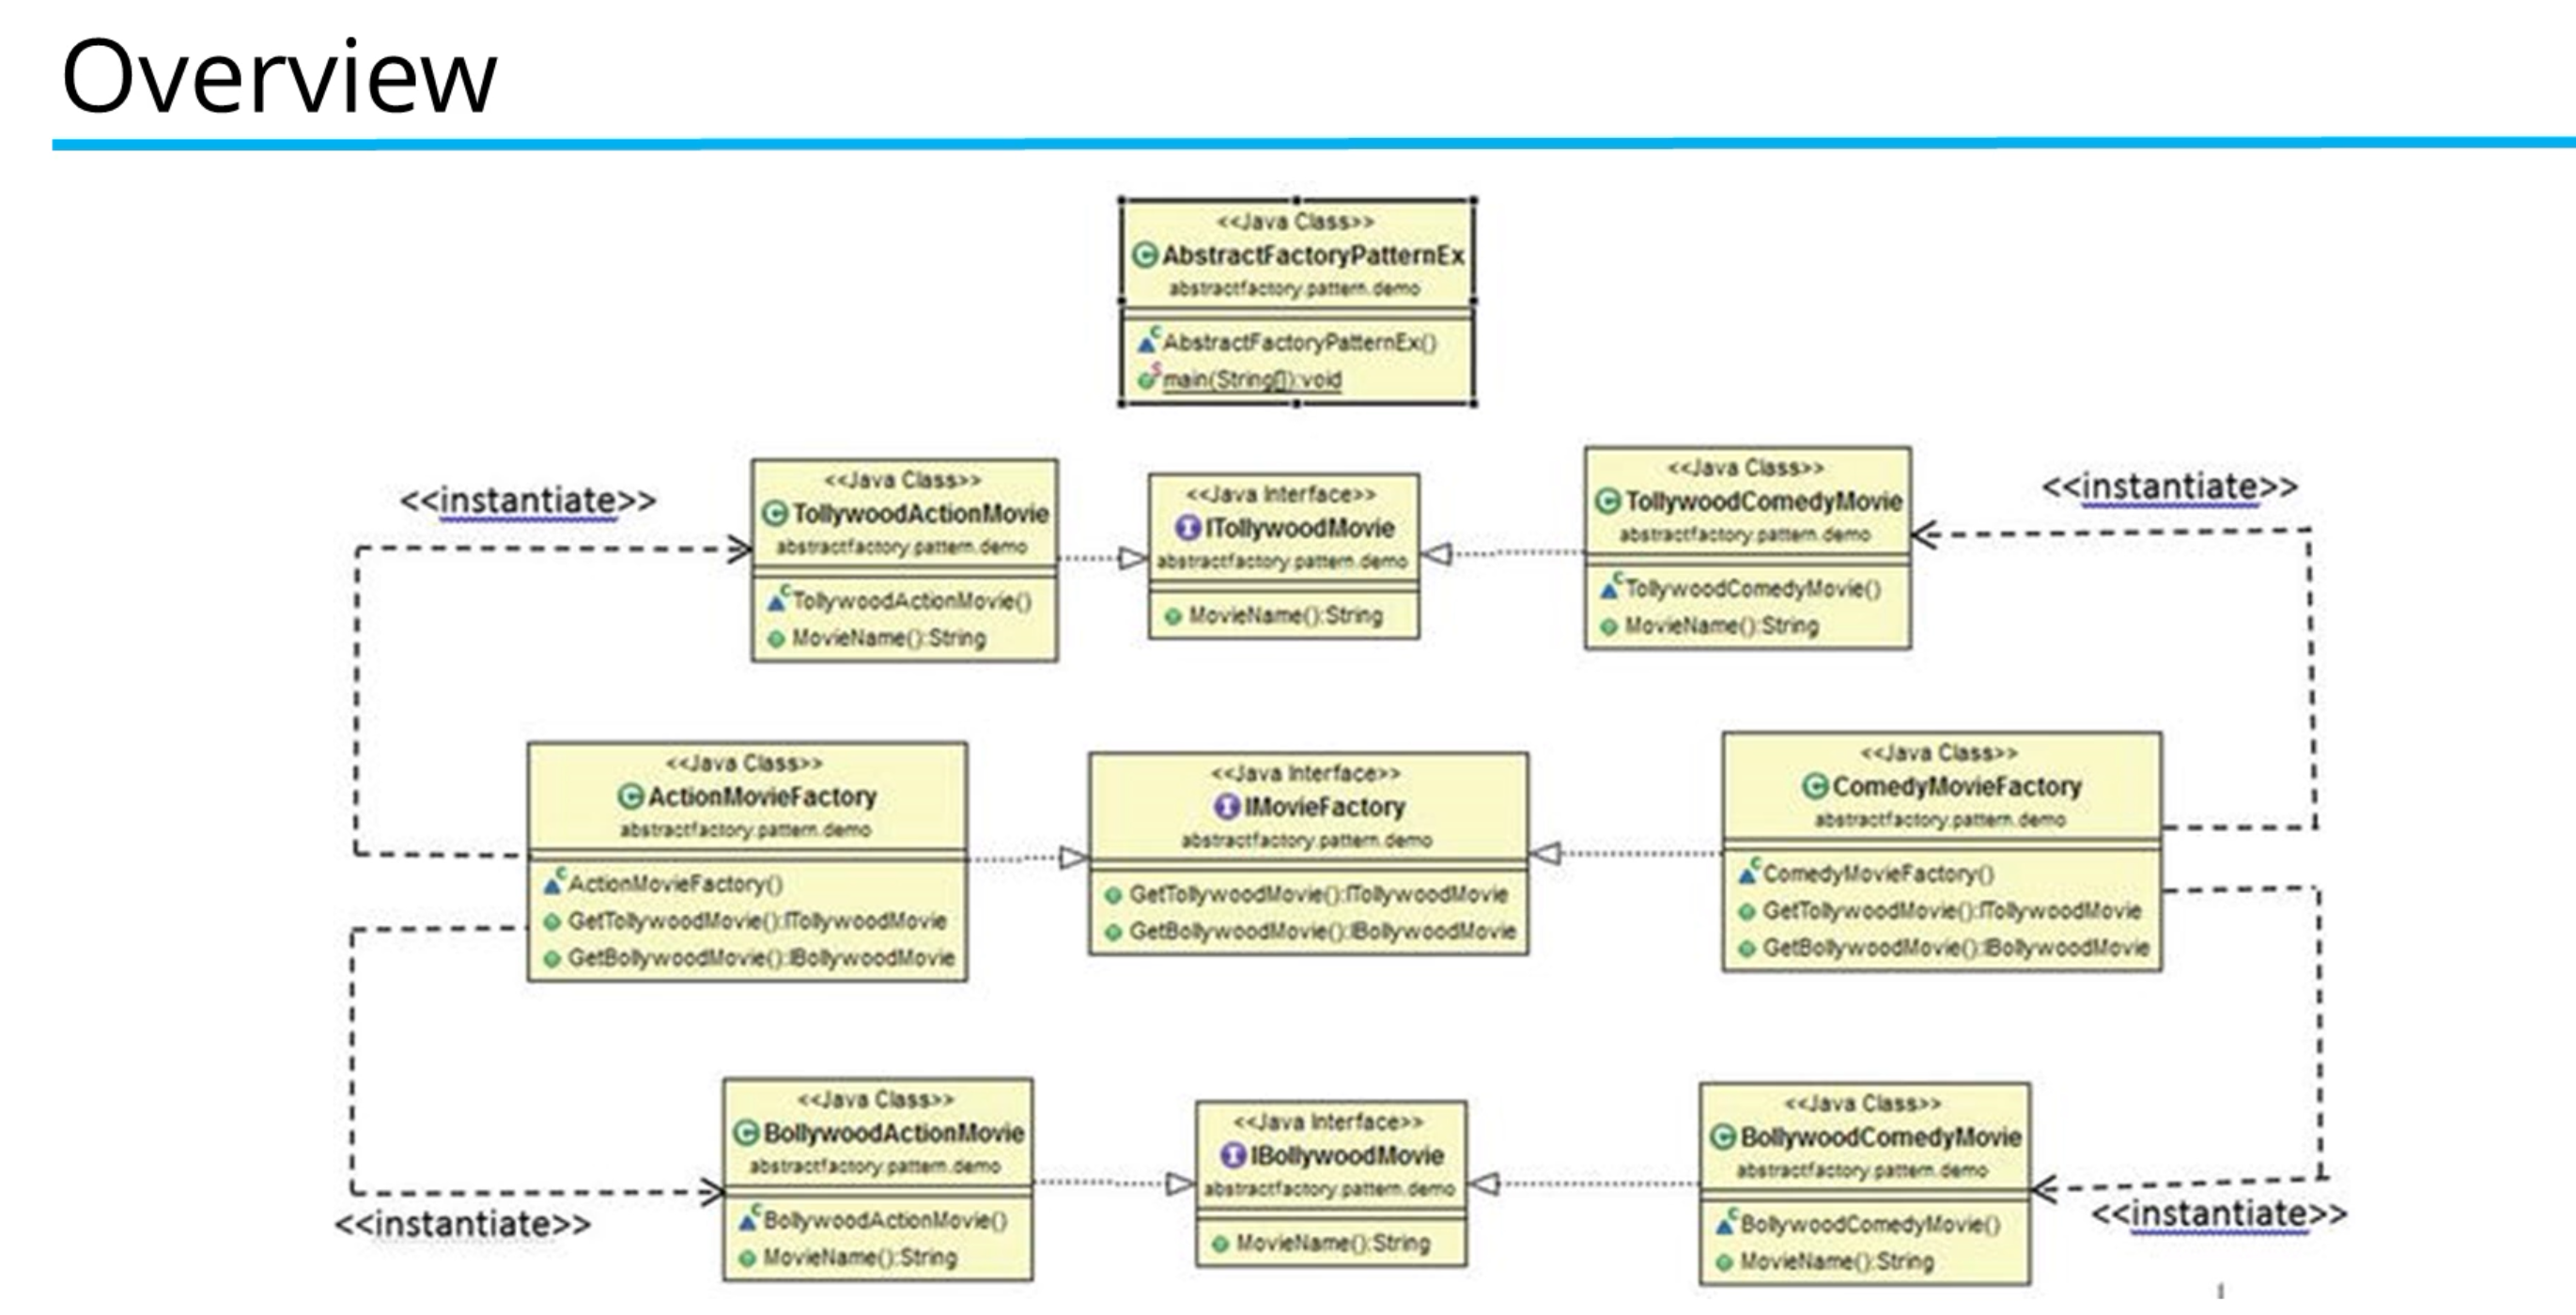 Overview
<<Java Class>>
AbstractFactoryPatternEx
abstractfactory.pattern.demo
AbstractFactoryPatternEx()
main(String[]):void
<<instantiate>>
<<Java Class>>
TollywoodActionMovie
abstractfactory.pattern.demo
TollywoodActionMovie()
MovieName():String
<<Java Interface>>
ITollywoodMovie
abstractfactory.pattern.demo
MovieName():String
<<Java Class>>
TollywoodComedyMovie
abstractfactory.pattern.demo
TollywoodComedyMovie()
MovieName():String
<<instantiate>>
<<Java Class>>
ActionMovieFactory
abstractfactory.pattern.demo
ActionMovieFactory()
GetTollywoodMovie():ITollywoodMovie
GetBollywoodMovie():IBollywoodMovie
<<Java Interface>>
IMovieFactory
abstractfactory.pattern.demo
GetTollywoodMovie():ITollywoodMovie
GetBollywoodMovie():IBollywoodMovie
<<Java Class>>
ComedyMovieFactory
abstractfactory.pattern.demo
ComedyMovieFactory()
GetTollywoodMovie():ITollywoodMovie
GetBollywoodMovie():IBollywoodMovie
<<instantiate>>
<<Java Class>>
BollywoodActionMovie
abstractfactory.pattern.demo
BollywoodActionMovie()
MovieName():String
<<Java Interface>>
IBollywoodMovie
abstractfactory.pattern.demo
MovieName():String
<<Java Class>>
BollywoodComedyMovie
abstractfactory.pattern.demo
BollywoodComedyMovie()
MovieName():String
<<instantiate>>